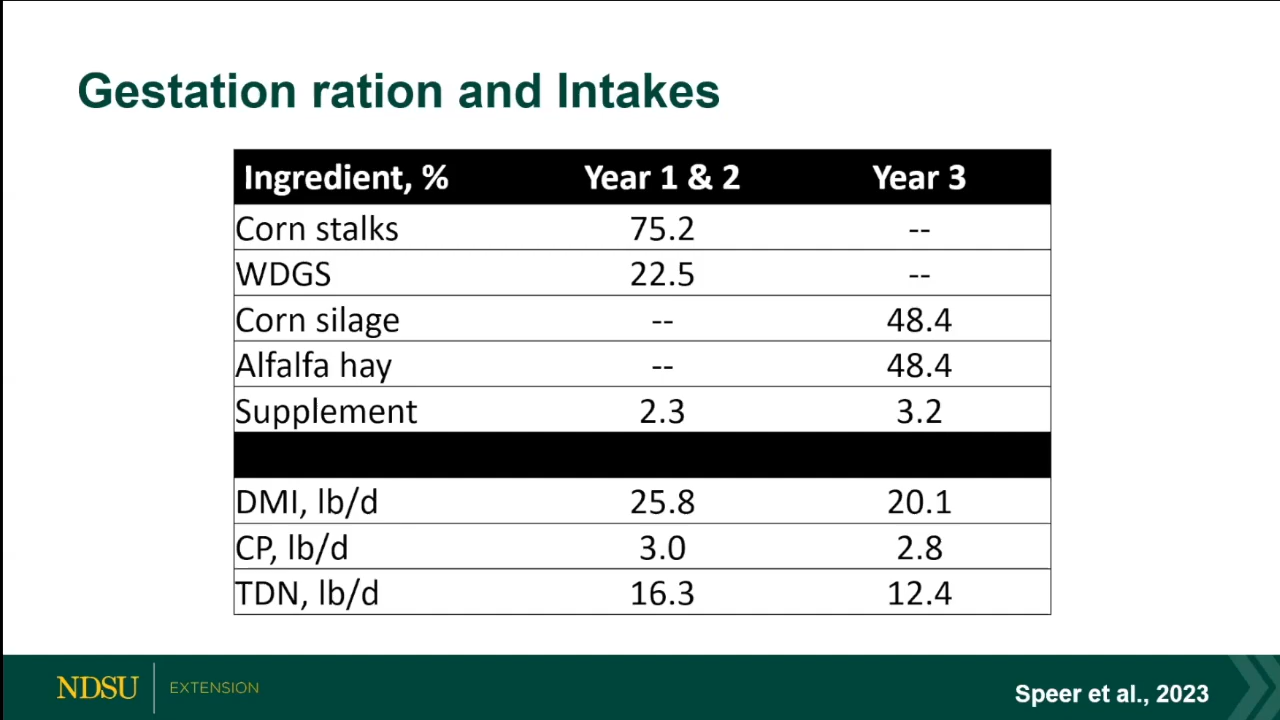 Gestation ration and Intakes
Ingredient, % Year 1 & 2 Year 3
Corn stalks 75.2 --
WDGS 22.5 --
Corn silage -- 48.4
Alfalfa hay -- 48.4
Supplement 2.3 3.2
DMI, lb/d 25.8 20.1
CP, lb/d 3.0 2.8
TDN, lb/d 16.3 12.4
NDSU EXTENSION
Speer et al., 2023